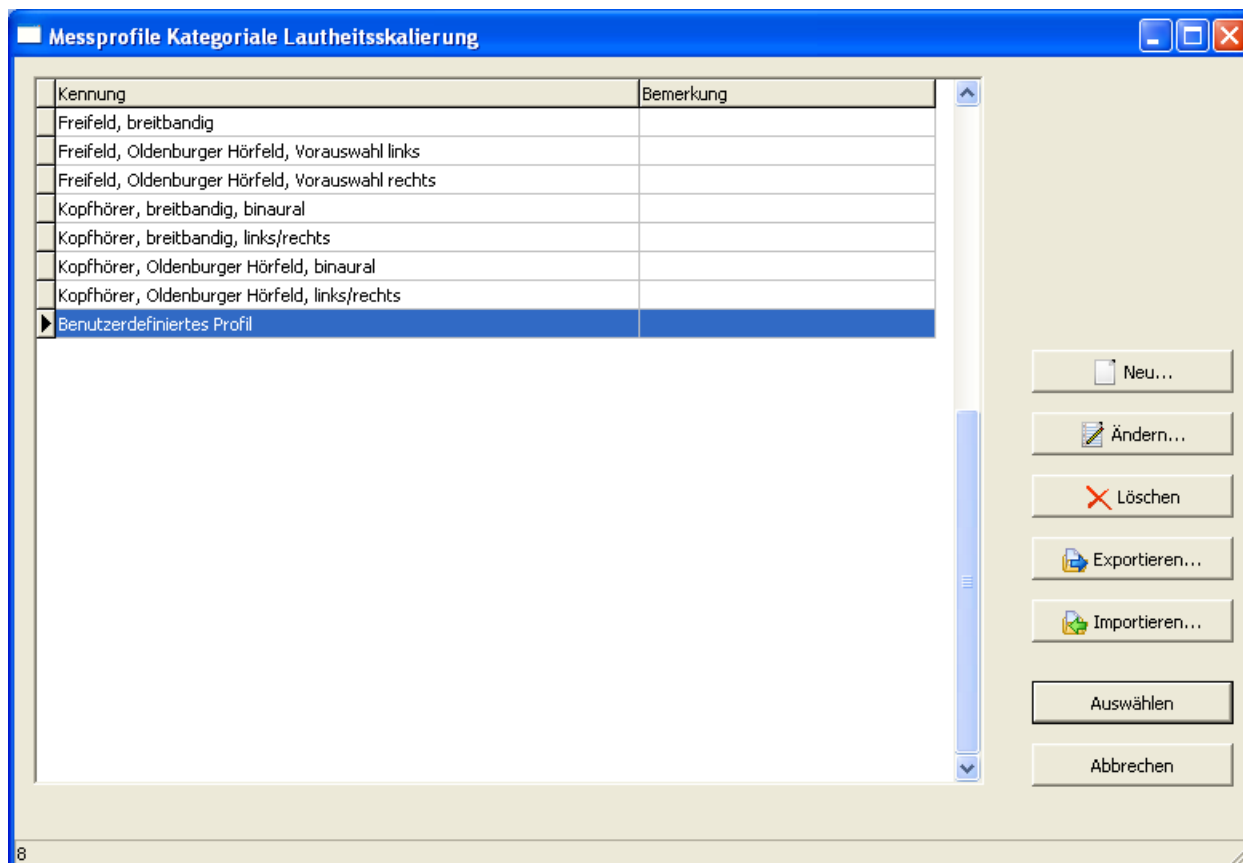 Messprofile Kategoriale Lautheitsskalierung
Kennung Bemerkung
Freifeld, breitbandig
Freifeld, Oldenburger Hörfeld, Vorauswahl links
Freifeld, Oldenburger Hörfeld, Vorauswahl rechts
Kopfhörer, breitbandig, binaural
Kopfhörer, breitbandig, links/rechts
Kopfhörer, Oldenburger Hörfeld, binaural
Kopfhörer, Oldenburger Hörfeld, links/rechts
Benutzerdefiniertes Profil
Neu...
Ändern...
Löschen
Exportieren...
Importieren...
Auswählen
Abbrechen
8